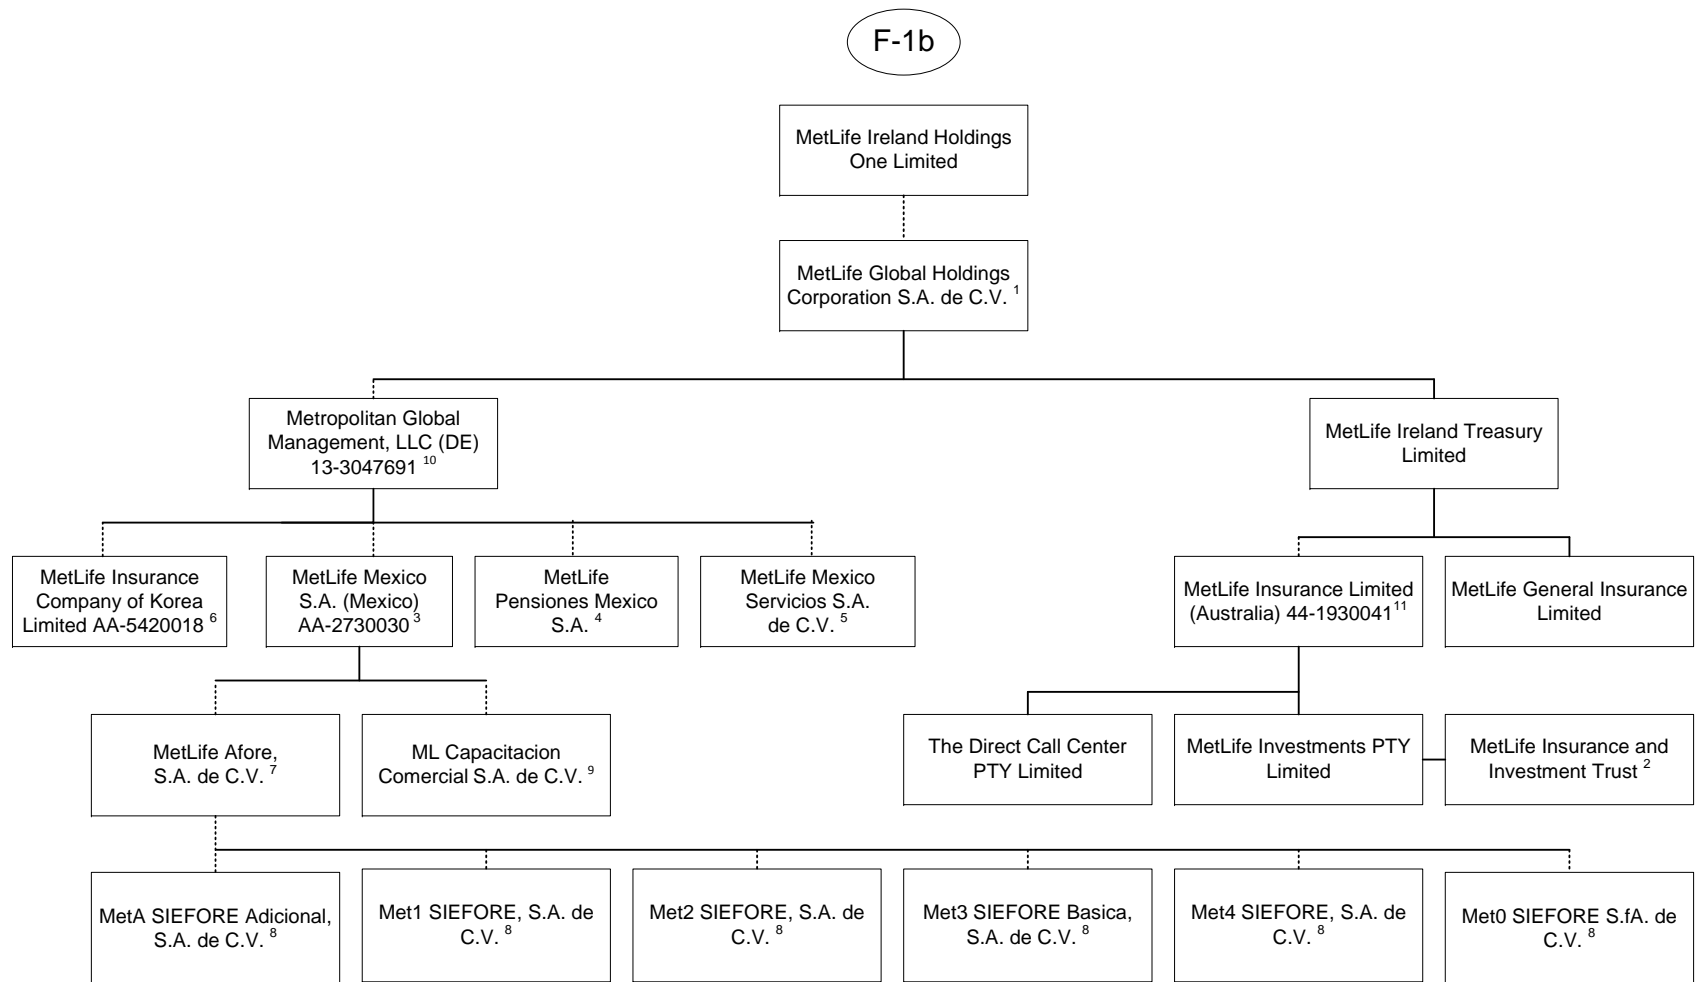 F-1b
MetLife Ireland Holdings
One Limited
MetLife Global Holdings
Corporation S.A. de C.V. 1
Metropolitan Global
Management, LLC (DE)
13-3047691 10
MetLife Ireland Treasury
Limited
MetLife Insurance
Company of Korea
Limited AA-5420018 6
MetLife Mexico
S.A. (Mexico)
AA-2730030 3
MetLife
Pensiones Mexico
S.A. 4
MetLife Mexico
Servicios S.A.
de C.V. 5
MetLife Insurance Limited
(Australia) 44-1930041 11
MetLife General Insurance
Limited
MetLife Afore,
S.A. de C.V. 7
ML Capacitacion
Comercial S.A. de C.V. 9
The Direct Call Center
PTY Limited
MetLife Investments PTY
Limited
MetLife Insurance and
Investment Trust 2
MetA SIEFORE Adicional,
S.A. de C.V. 8
Met1 SIEFORE, S.A. de
C.V. 8
Met2 SIEFORE, S.A. de
C.V. 8
Met3 SIEFORE Basica,
S.A. de C.V. 8
Met4 SIEFORE, S.A. de
C.V. 8
Met0 SIEFORE S.fA. de
C.V. 8